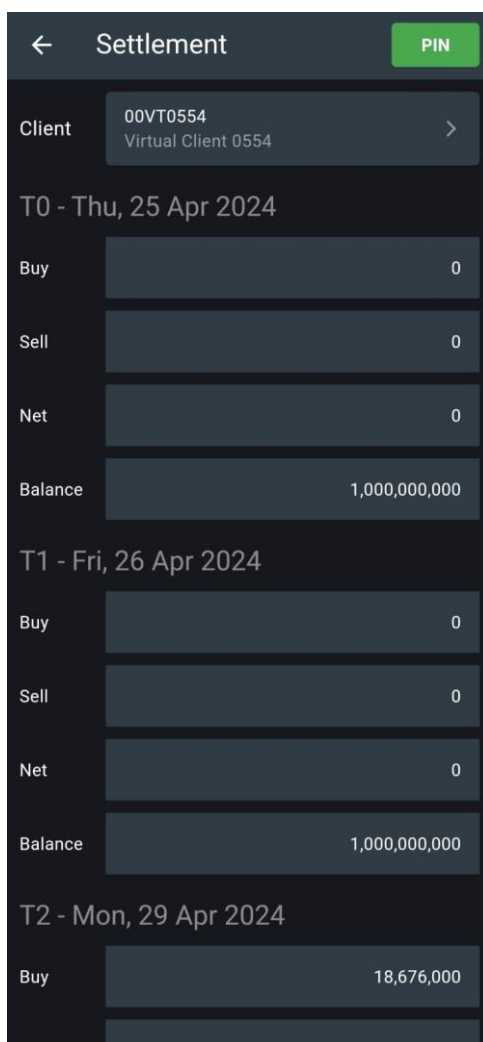 Settlement
PIN
Client
00VT0554
Virtual Client 0554
T0 - Thu, 25 Apr 2024
Buy 0
Sell 0
Net 0
Balance 1,000,000,000
T1 - Fri, 26 Apr 2024
Buy 0
Sell 0
Net 0
Balance 1,000,000,000
T2 - Mon, 29 Apr 2024
Buy 18,676,000